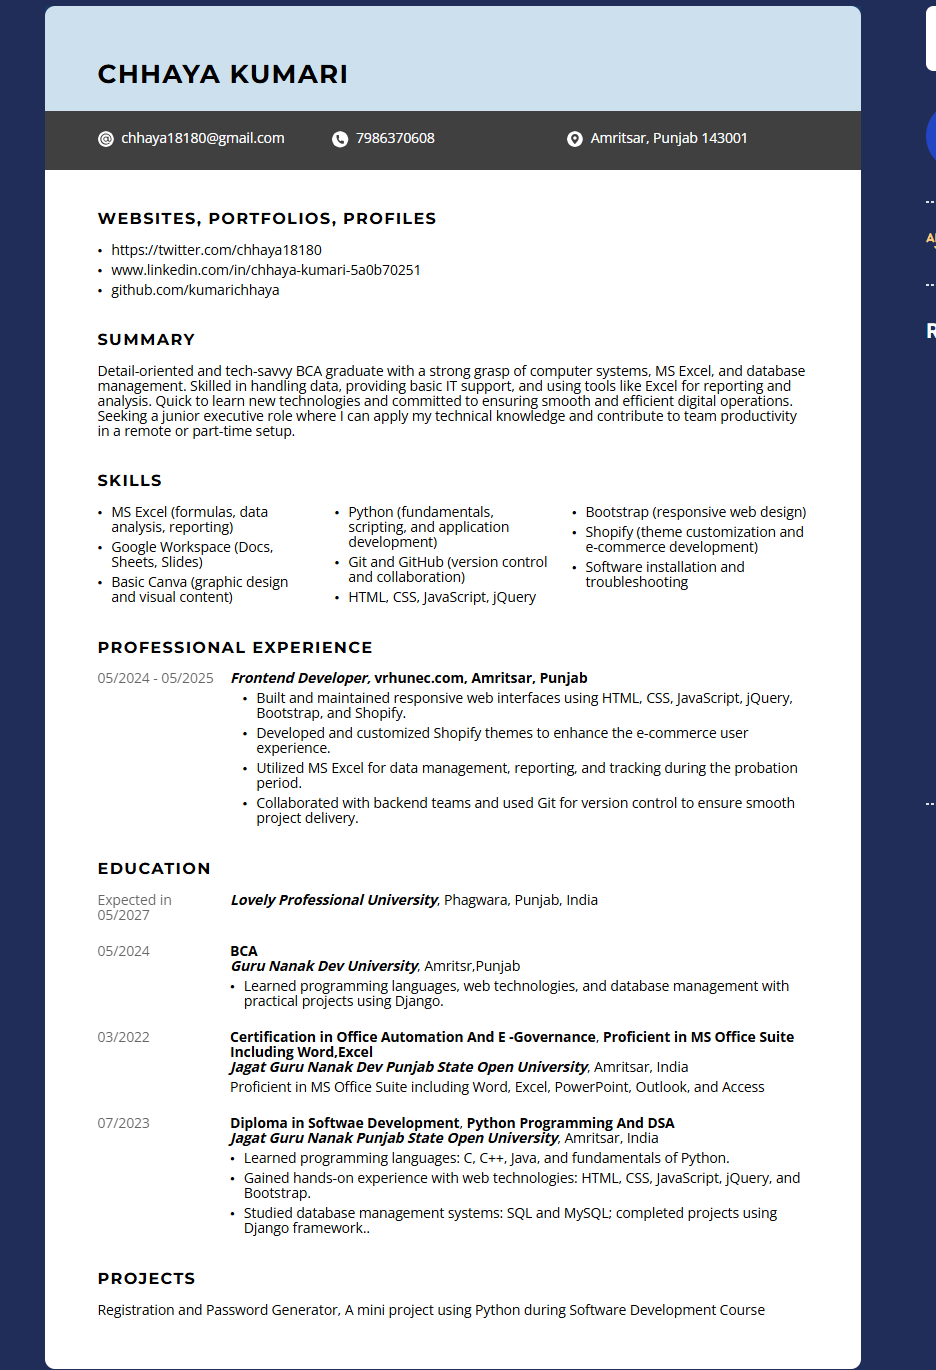 CHHAYA KUMARI
chhaya18180@gmail.com
7986370608
Amritsar, Punjab 143001
WEBSITES, PORTFOLIOS, PROFILES
• https://twitter.com/chhaya18180
• www.linkedin.com/in/chhaya-kumari-5a0b70251
• github.com/kumarichhaya
SUMMARY
Detail-oriented and tech-savvy BCA graduate with a strong grasp of computer systems, MS Excel, and database
management. Skilled in handling data, providing basic IT support, and using tools like Excel for reporting and
analysis. Quick to learn new technologies and committed to ensuring smooth and efficient digital operations.
Seeking a junior executive role where I can apply my technical knowledge and contribute to team productivity
in a remote or part-time setup.
SKILLS
• MS Excel (formulas, data
analysis, reporting)
• Google Workspace (Docs,
Sheets, Slides)
• Basic Canva (graphic design
and visual content)
• Python (fundamentals,
scripting, and application
development)
• Git and GitHub (version control
and collaboration)
• HTML, CSS, JavaScript, jQuery
• Bootstrap (responsive web design)
• Shopify (theme customization and
e-commerce development)
• Software installation and
troubleshooting
PROFESSIONAL EXPERIENCE
05/2024 - 05/2025
Frontend Developer, vrhunec.com, Amritsar, Punjab
• Built and maintained responsive web interfaces using HTML, CSS, JavaScript, jQuery,
Bootstrap, and Shopify.
• Developed and customized Shopify themes to enhance the e-commerce user
experience.
• Utilized MS Excel for data management, reporting, and tracking during the probation
period.
• Collaborated with backend teams and used Git for version control to ensure smooth
project delivery.
EDUCATION
Expected in
05/2027
Lovely Professional University, Phagwara, Punjab, India
05/2024
BCA
Guru Nanak Dev University, Amritsr,Punjab
• Learned programming languages, web technologies, and database management with
practical projects using Django.
03/2022
Certification in Office Automation And E -Governance, Proficient in MS Office Suite
Including Word,Excel
Jagat Guru Nanak Dev Punjab State Open University, Amritsar, India
Proficient in MS Office Suite including Word, Excel, PowerPoint, Outlook, and Access
07/2023
Diploma in Softwae Development, Python Programming And DSA
Jagat Guru Nanak Punjab State Open University, Amritsar, India
• Learned programming languages: C, C++, Java, and fundamentals of Python.
• Gained hands-on experience with web technologies: HTML, CSS, JavaScript, jQuery, and
Bootstrap.
• Studied database management systems: SQL and MySQL; completed projects using
Django framework..
PROJECTS
Registration and Password Generator, A mini project using Python during Software Development Course